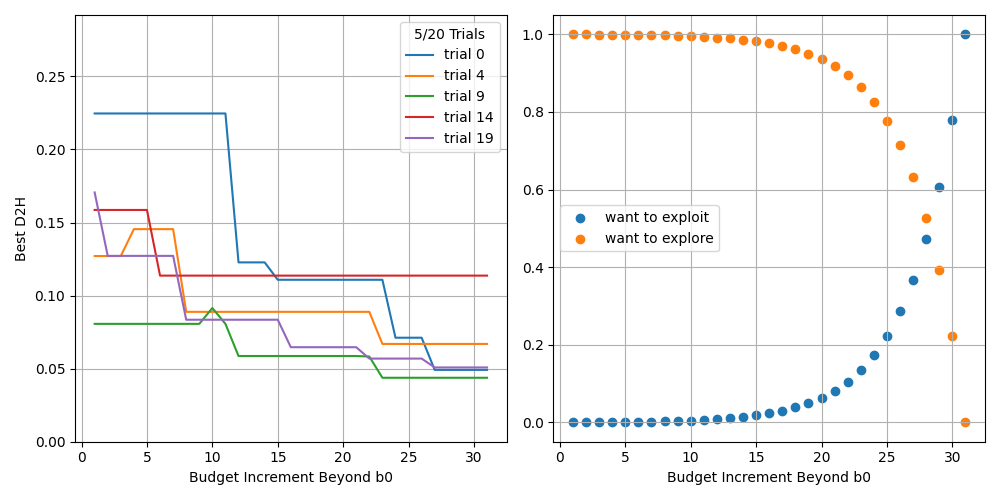 5/20 Trials
trial 0
trial 4
trial 9
trial 14
trial 19
Best D2H
0.25
0.20
0.15
0.10
0.05
0.00
0 5 10 15 20 25 30
Budget Increment Beyond b0
1.0
0.8
0.6
0.4
0.2
0.0
want to exploit
want to explore
0 5 10 15 20 25 30
Budget Increment Beyond b0